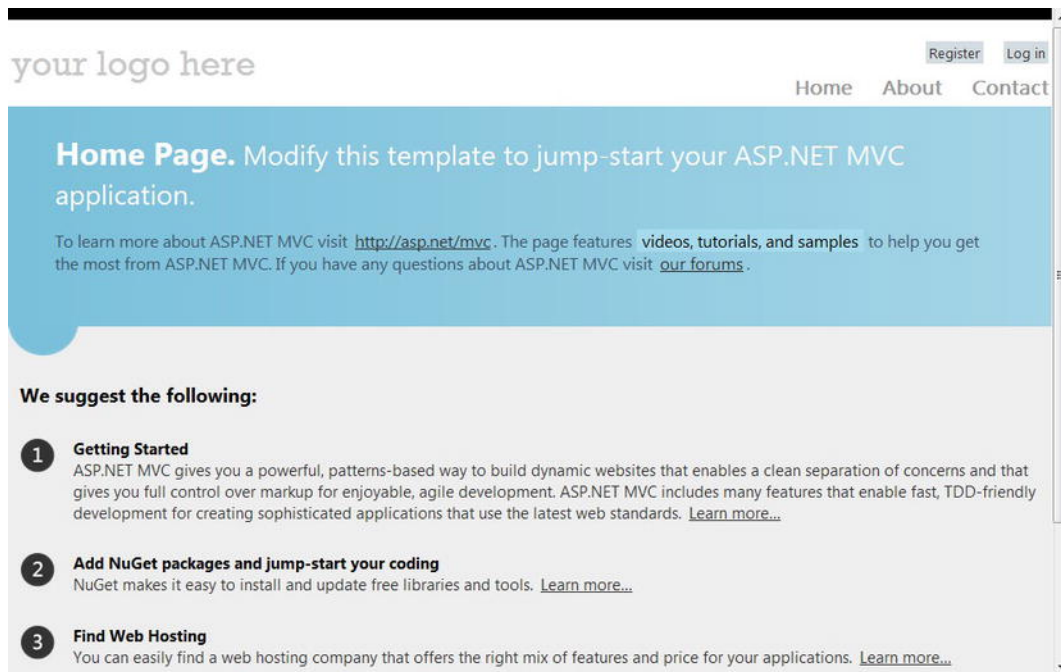 your logo here
Register Log in
Home About Contact
Home Page. Modify this template to jump-start your ASP.NET MVC
application.
To learn more about ASP.NET MVC visit http://asp.net/mvc. The page features videos, tutorials, and samples to help you get
the most from ASP.NET MVC. If you have any questions about ASP.NET MVC visit our forums.
We suggest the following:
1 Getting Started
ASP.NET MVC gives you a powerful, patterns-based way to build dynamic websites that enables a clean separation of concerns and that
gives you full control over markup for enjoyable, agile development. ASP.NET MVC includes many features that enable fast, TDD-friendly
development for creating sophisticated applications that use the latest web standards. Learn more...
2 Add NuGet packages and jump-start your coding
NuGet makes it easy to install and update free libraries and tools. Learn more...
3 Find Web Hosting
You can easily find a web hosting company that offers the right mix of features and price for your applications. Learn more...